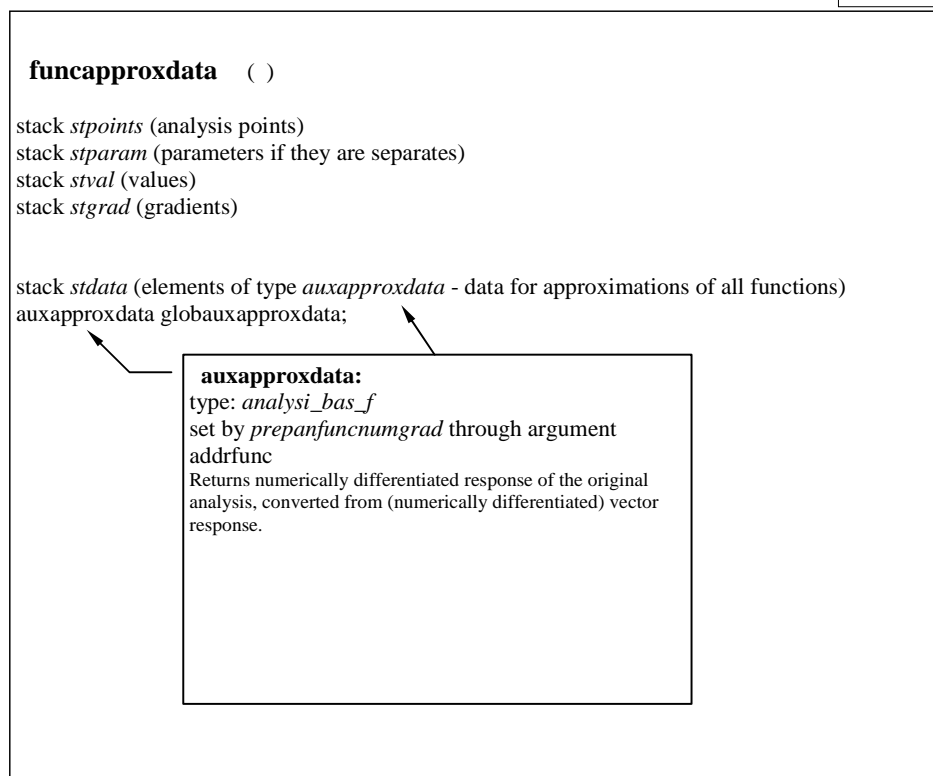 funcapproxdata ( )
stack stpoints (analysis points)
stack stparam (parameters if they are separates)
stack stval (values)
stack stgrad (gradients)
stack stdata (elements of type auxapproxdata - data for approximations of all functions)
auxapproxdata globauxapproxdata;
auxapproxdata:
type: analysi_bas_f
set by prepanfuncnumgrad through argument
addrfunc
Returns numerically differentiated response of the original
analysis, converted from (numerically differentiated) vector
response.